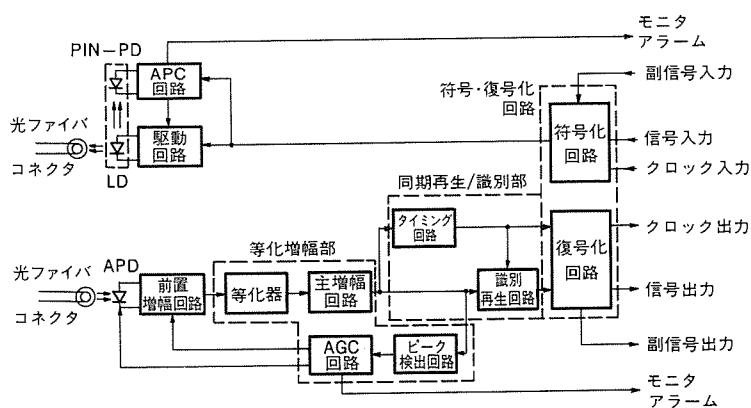 モニタ
アラーム
PIN-PD
APC
回路
副信号入力
符号・復号化
回路
光ファイバ
コネクタ
駆動
回路
LD
符号化
回路
信号入力
クロック入力
同期再生/識別部
タイミング
回路
クロック出力
等化増幅部
光ファイバ
コネクタ
APD
前置
増幅回路
等化器
主増幅
回路
識別
再生回路
復号化
回路
信号出力
AGC
回路
ピーク
検出回路
副信号出力
モニタ
アラーム